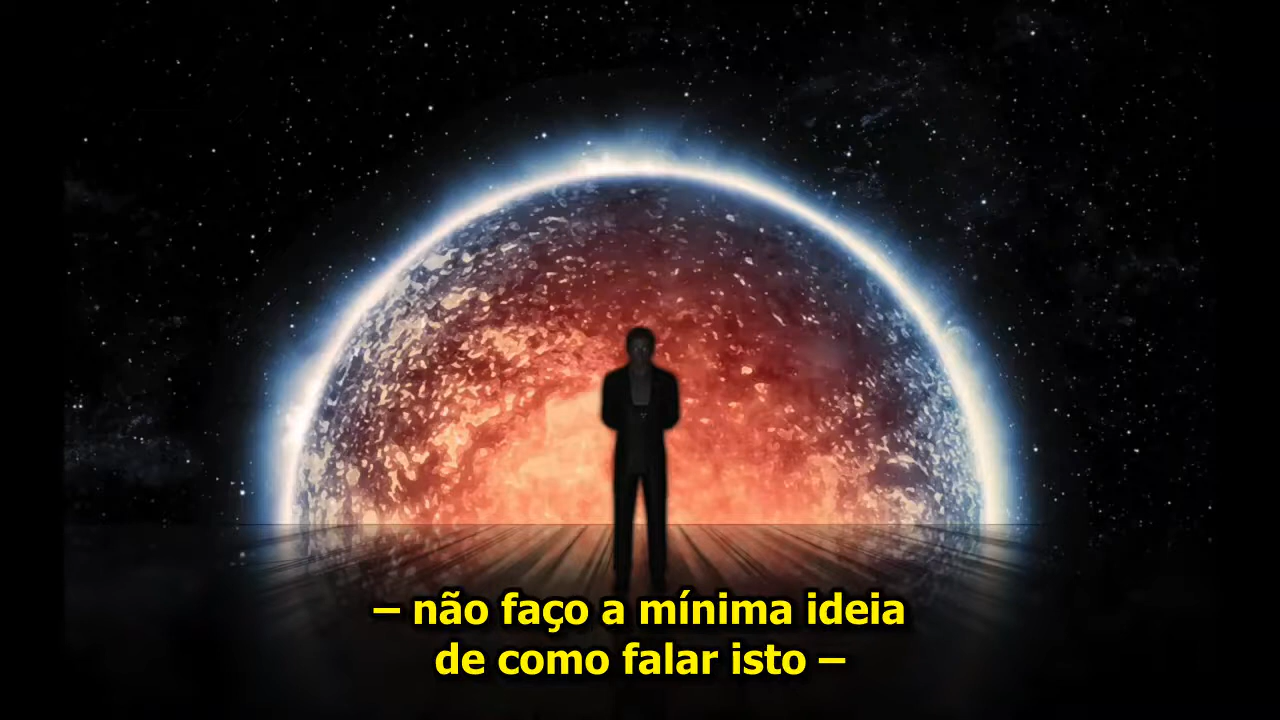 – não faço a mínima ideia
de como falar isto –